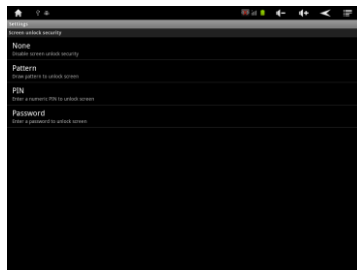 Settings
Screen unlock security
None
Disable screen unlock security
Pattern
Draw pattern to unlock screen
PIN
Enter a numeric PIN to unlock screen
Password
Enter a password to unlock screen